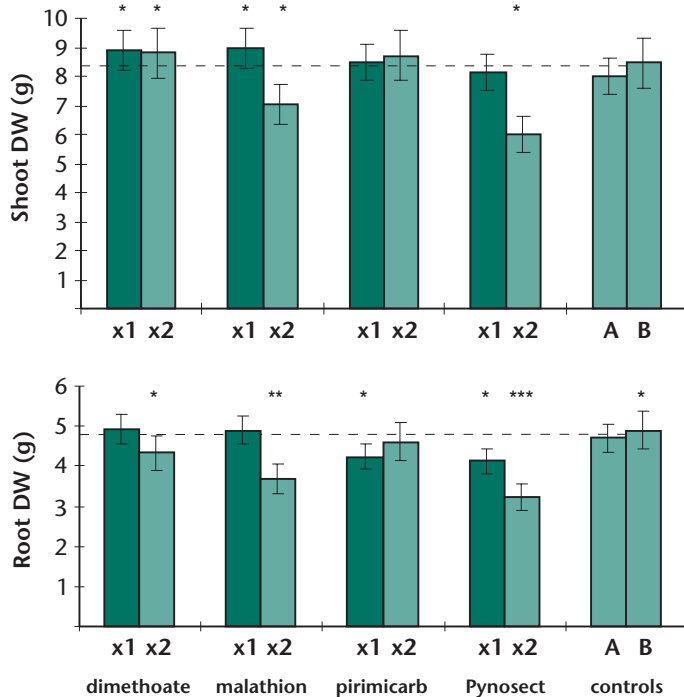 Shoot DW (g)
10
9
8
7
6
5
4
3
2
1
* * * * *
x1 x2 x1 x2 x1 x2 x1 x2 A B
Root DW (g)
6
5
4
3
2
1
* ** * * *** *
x1 x2 x1 x2 x1 x2 x1 x2 A B
dimethoate malathion pirimicarb Pynosect controls